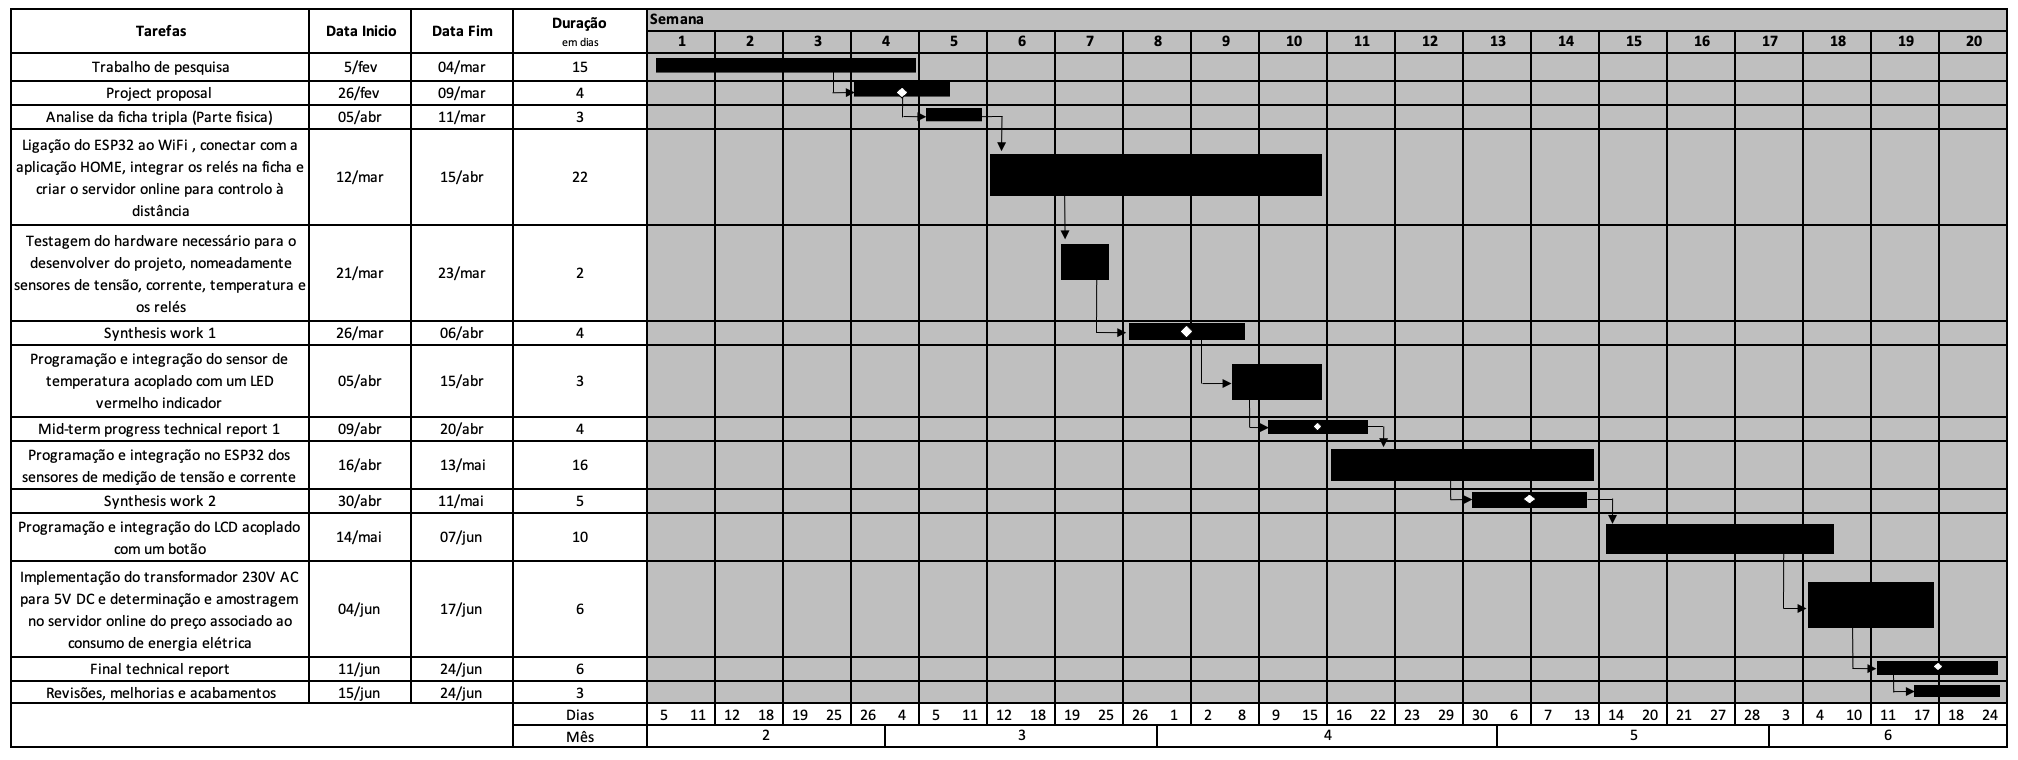 Tarefas Data Inicio Data Fim Duração em dias Semana
1 2 3 4 5 6 7 8 9 10 11 12 13 14 15 16 17 18 19 20
Trabalho de pesquisa 5/fev 04/mar 15
Project proposal 26/fev 09/mar 4
Analise da ficha tripla (Parte fisica) 05/abr 11/mar 3
Ligação do ESP32 ao WiFi , conectar com a
aplicação HOME, integrar os relés na ficha e
criar o servidor online para controlo à
distância
12/mar 15/abr 22
Testagem do hardware necessário para o
desenvolver do projeto, nomeadamente
sensores de tensão, corrente, temperatura e
os relés
21/mar 23/mar 2
Synthesis work 1 26/mar 06/abr 4
Programação e integração do sensor de
temperatura acoplado com um LED
vermelho indicador
05/abr 15/abr 3
Mid-term progress technical report 1 09/abr 20/abr 4
Programação e integração no ESP32 dos
sensores de medição de tensão e corrente
16/abr 13/mai 16
Synthesis work 2 30/abr 11/mai 5
Programação e integração do LCD acoplado
com um botão
14/mai 07/jun 10
Implementação do transformador 230V AC
para 5V DC e determinação e amostragem
no servidor online do preço associado ao
consumo de energia elétrica
04/jun 17/jun 6
Final technical report 11/jun 24/jun 6
Revisões, melhorias e acabamentos 15/jun 24/jun 3
Dias 5 11 12 18 19 25 26 4 5 11 12 18 19 25 26 1 2 8 9 15 16 22 23 29 30 6 7 13 14 20 21 27 28 3 4 10 11 17 18 24
Mês 2 3 4 5 6